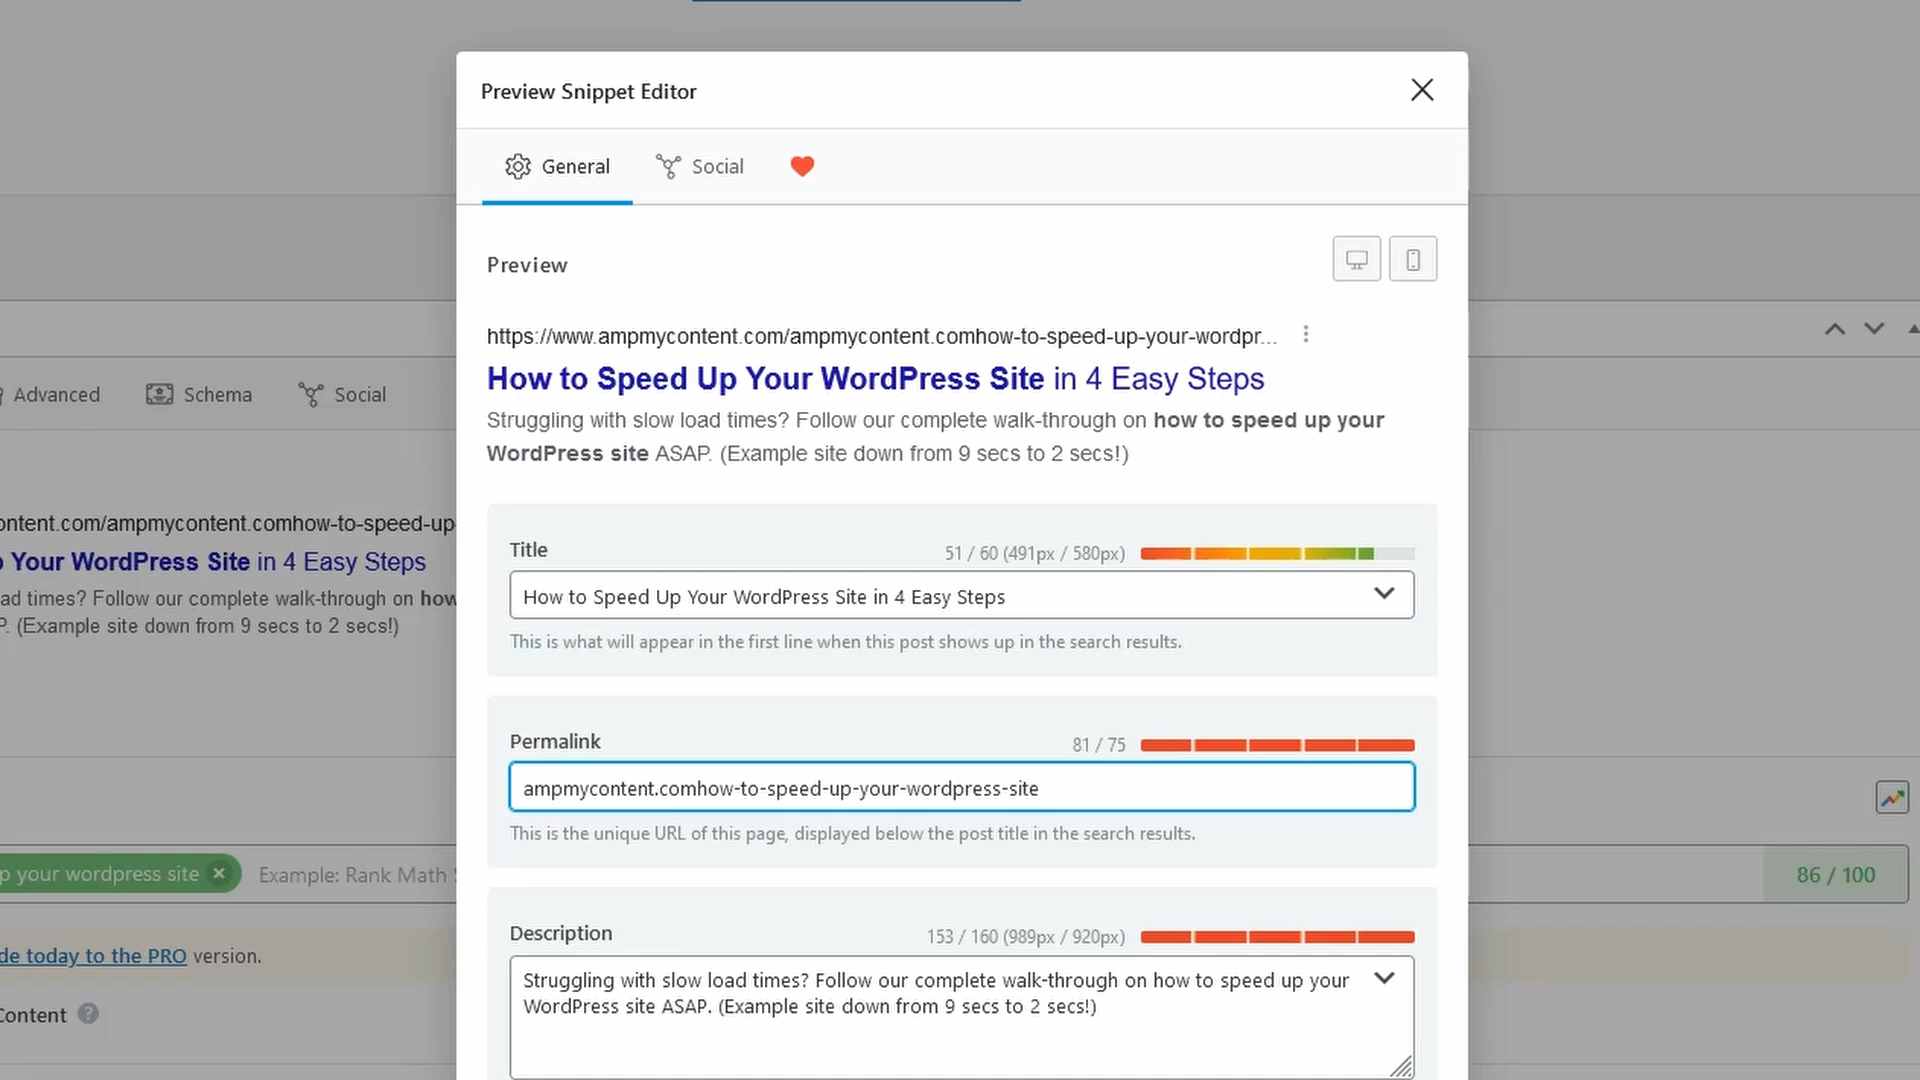 Preview Snippet Editor
General
Social
Preview
https://www.ampmycontent.com/ampmycontent.comhow-to-speed-up-your-wordpr...
How to Speed Up Your WordPress Site in 4 Easy Steps
Struggling with slow load times? Follow our complete walk-through on how to speed up your
WordPress site ASAP. (Example site down from 9 secs to 2 secs!)
Title
51 / 60 (491px / 580px)
How to Speed Up Your WordPress Site in 4 Easy Steps
This is what will appear in the first line when this post shows up in the search results.
Permalink
81 / 75
ampmycontent.comhow-to-speed-up-your-wordpress-site
This is the unique URL of this page, displayed below the post title in the search results.
Description
153 / 160 (989px / 920px)
Struggling with slow load times? Follow our complete walk-through on how to speed up your
WordPress site ASAP. (Example site down from 9 secs to 2 secs!)
Advanced
Schema
Social
ontent.com/ampmycontent.comhow-to-speed-up-
p Your WordPress Site in 4 Easy Steps
ad times? Follow our complete walk-through on how
P. (Example site down from 9 secs to 2 secs!)
p your wordpress site
Example: Rank Math
86 / 100
de today to the PRO version.
Content